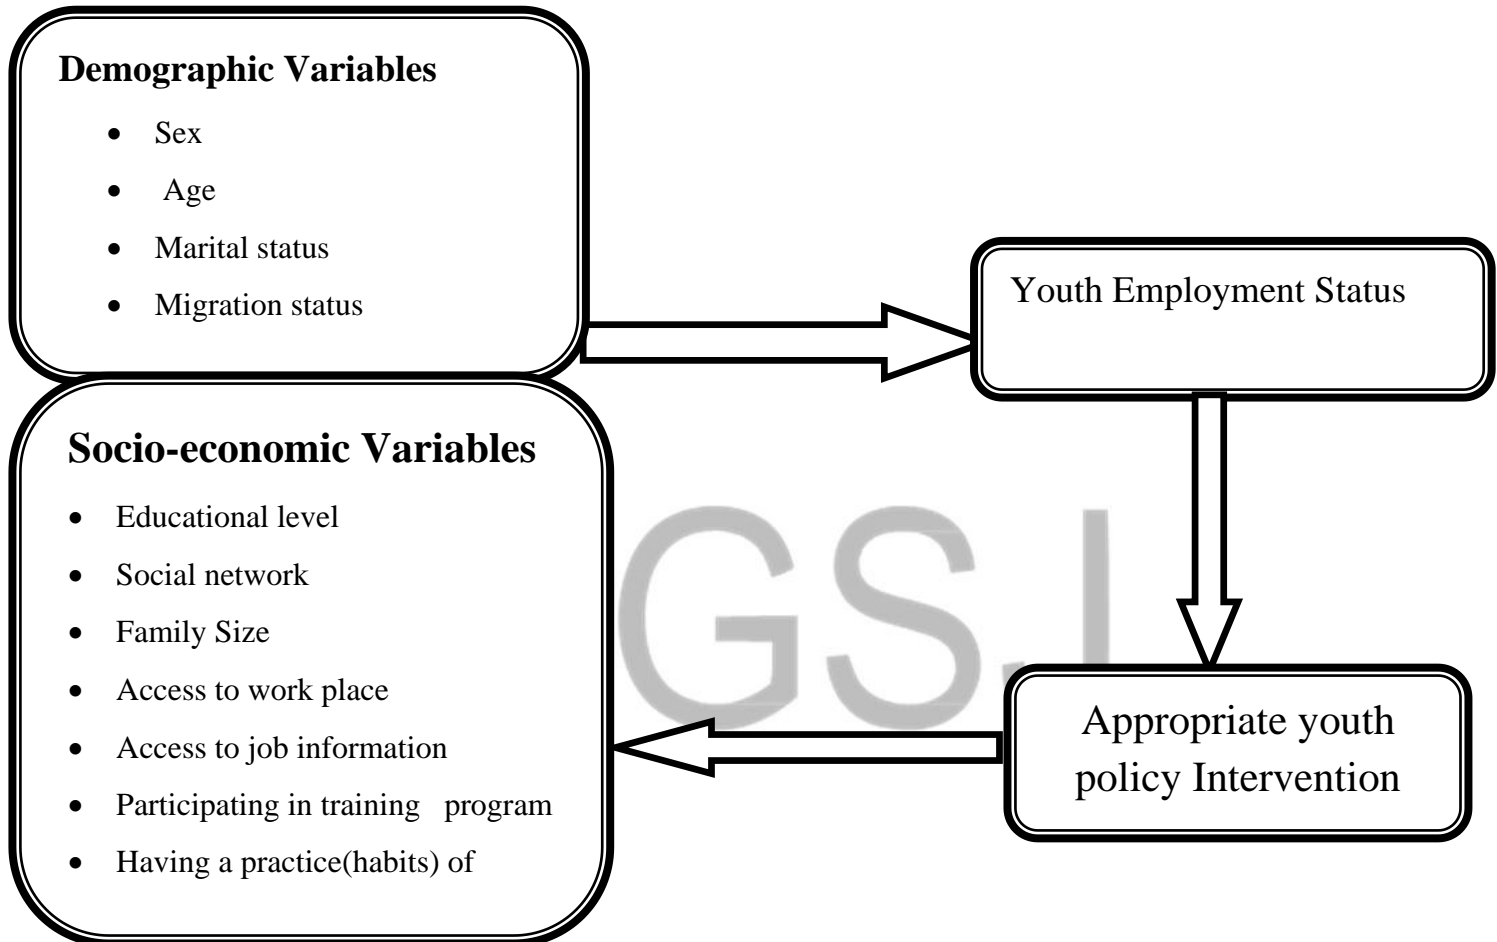 Demographic Variables
• Sex
• Age
• Marital status
• Migration status
Youth Employment Status
Socio-economic Variables
• Educational level
• Social network
• Family Size
• Access to work place
• Access to job information
• Participating in training program
• Having a practice(habits) of
Appropriate youth
policy Intervention
GSJ